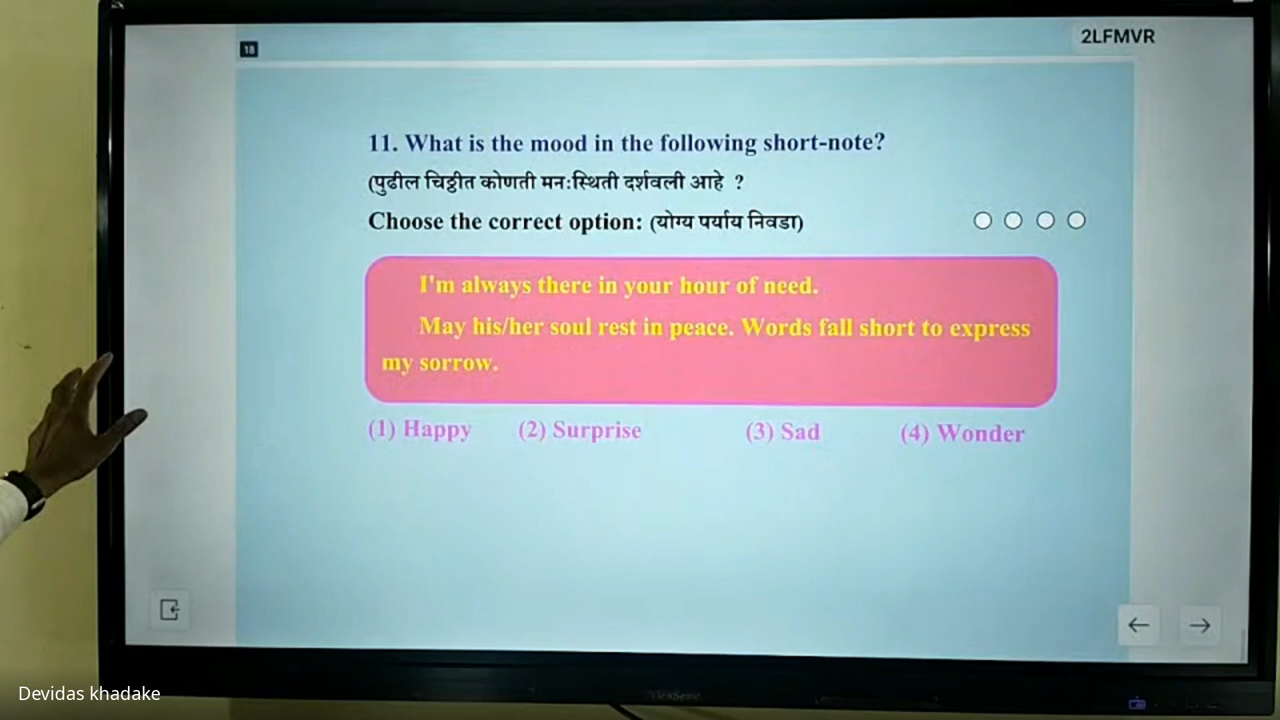 18
2LFMVR
11. What is the mood in the following short-note?
(पुढील चिठ्ठीत कोणती मन:स्थिती दर्शवली आहे ?
Choose the correct option: (योग्य पर्याय निवडा)
I'm always there in your hour of need.
May his/her soul rest in peace. Words fall short to express
my sorrow.
(1) Happy (2) Surprise (3) Sad (4) Wonder
ViewSonic
Devidas khadake